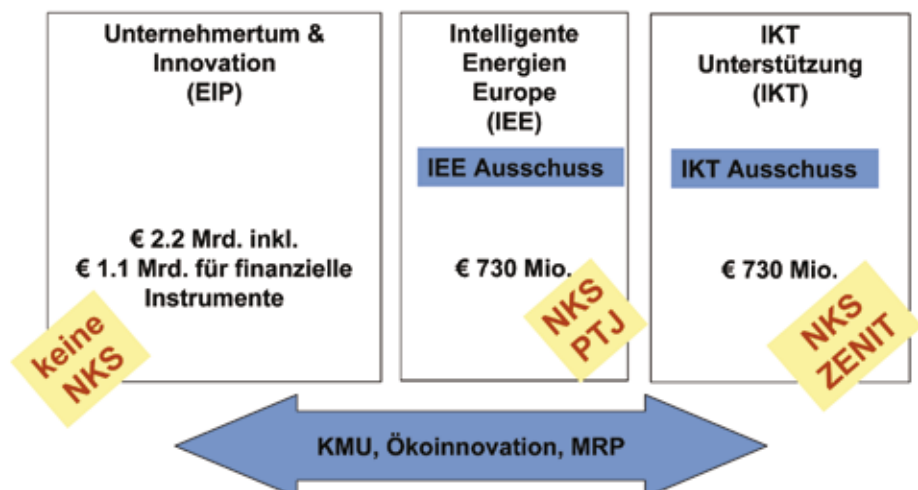 Unternehmertum &
Innovation
(EIP)
€ 2.2 Mrd. inkl.
€ 1.1 Mrd. für finanzielle
Instrumente
keine
NKS
Intelligente
Energien
Europe
(IEE)
IEE Ausschuss
€ 730 Mio.
NKS
PTJ
IKT
Unterstützung
(IKT)
IKT Ausschuss
€ 730 Mio.
NKS
ZENIT
KMU, Ökoinnovation, MRP